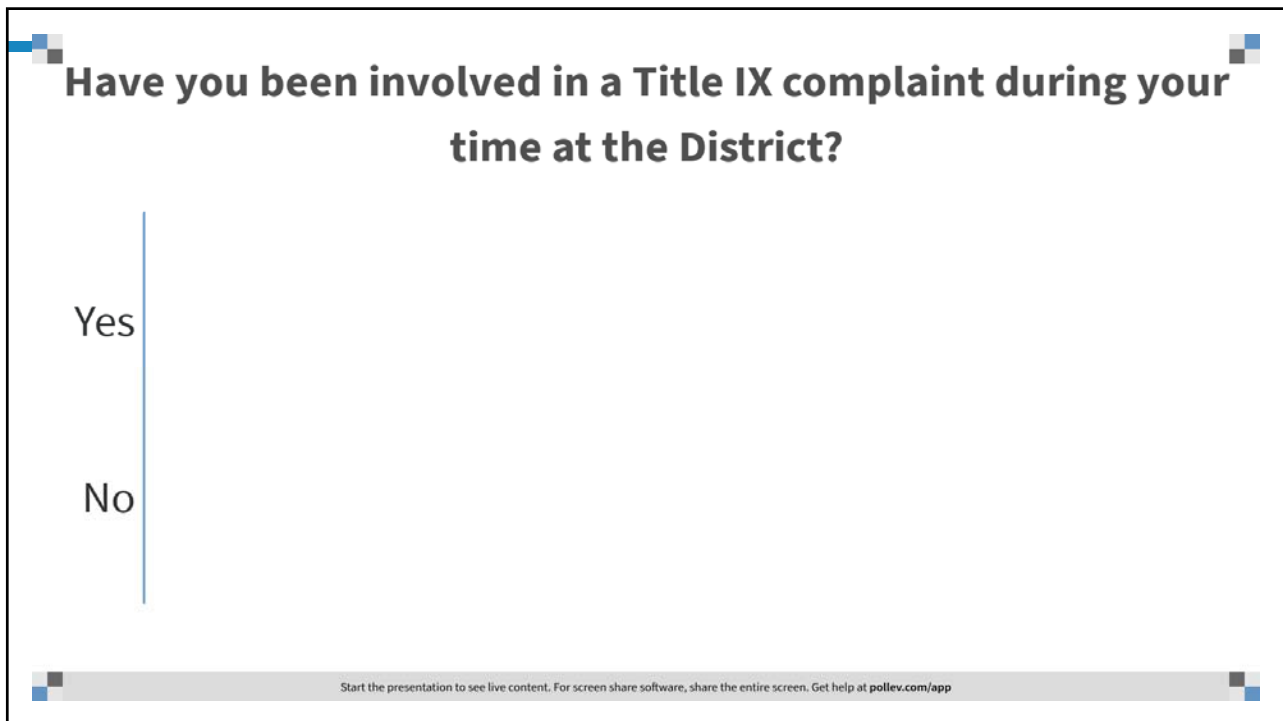 Have you been involved in a Title IX complaint during your
time at the District?
Yes
No
Start the presentation to see live content. For screen share software, share the entire screen. Get help at pollev.com/app